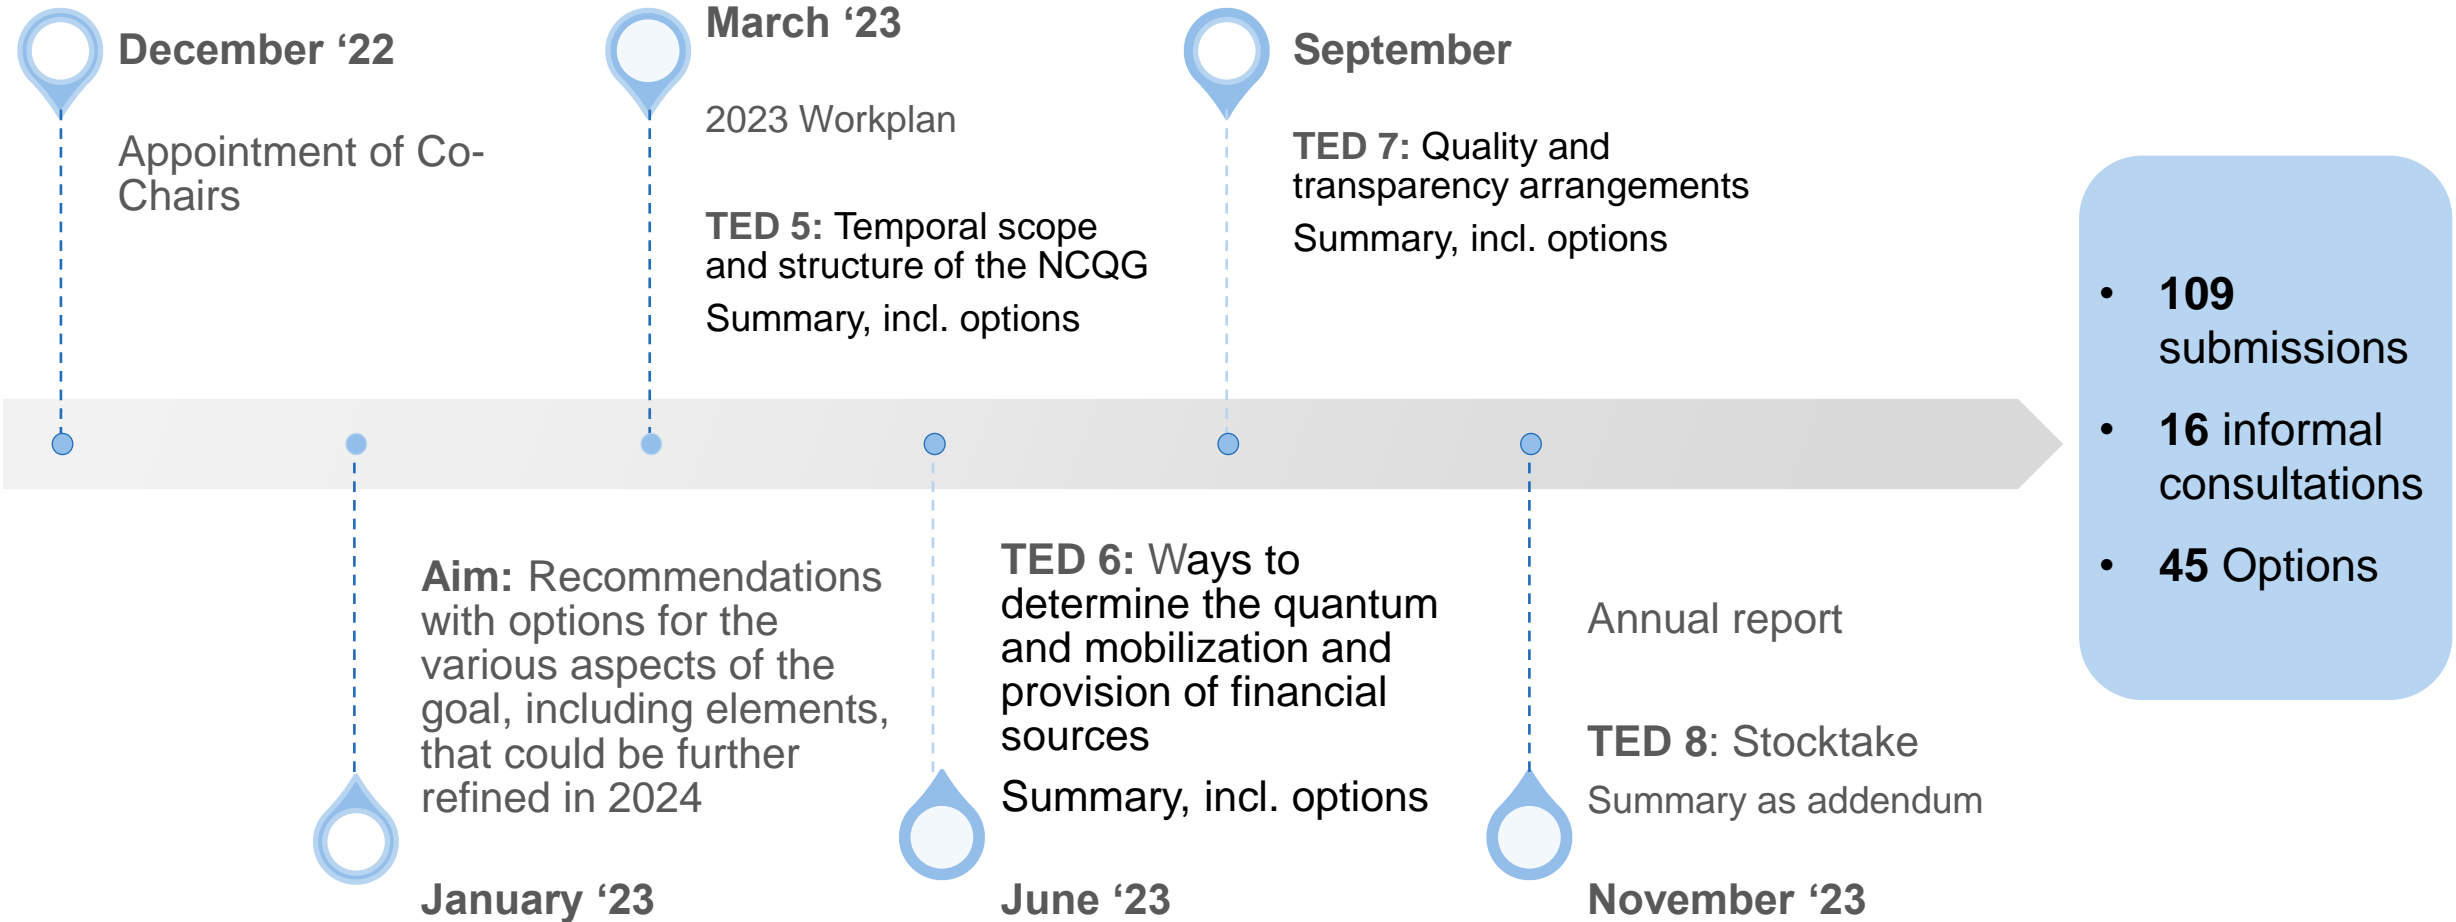 December ‘22
Appointment of Co-
Chairs
March ‘23
2023 Workplan
TED 5: Temporal scope
and structure of the NCQG
Summary, incl. options
September
TED 7: Quality and
transparency arrangements
Summary, incl. options
Aim: Recommendations
with options for the
various aspects of the
goal, including elements,
that could be further
refined in 2024
January ‘23
TED 6: Ways to
determine the quantum
and mobilization and
provision of financial
sources
Summary, incl. options
June ‘23
Annual report
TED 8: Stocktake
Summary as addendum
November ‘23
• 109
submissions
• 16 informal
consultations
• 45 Options